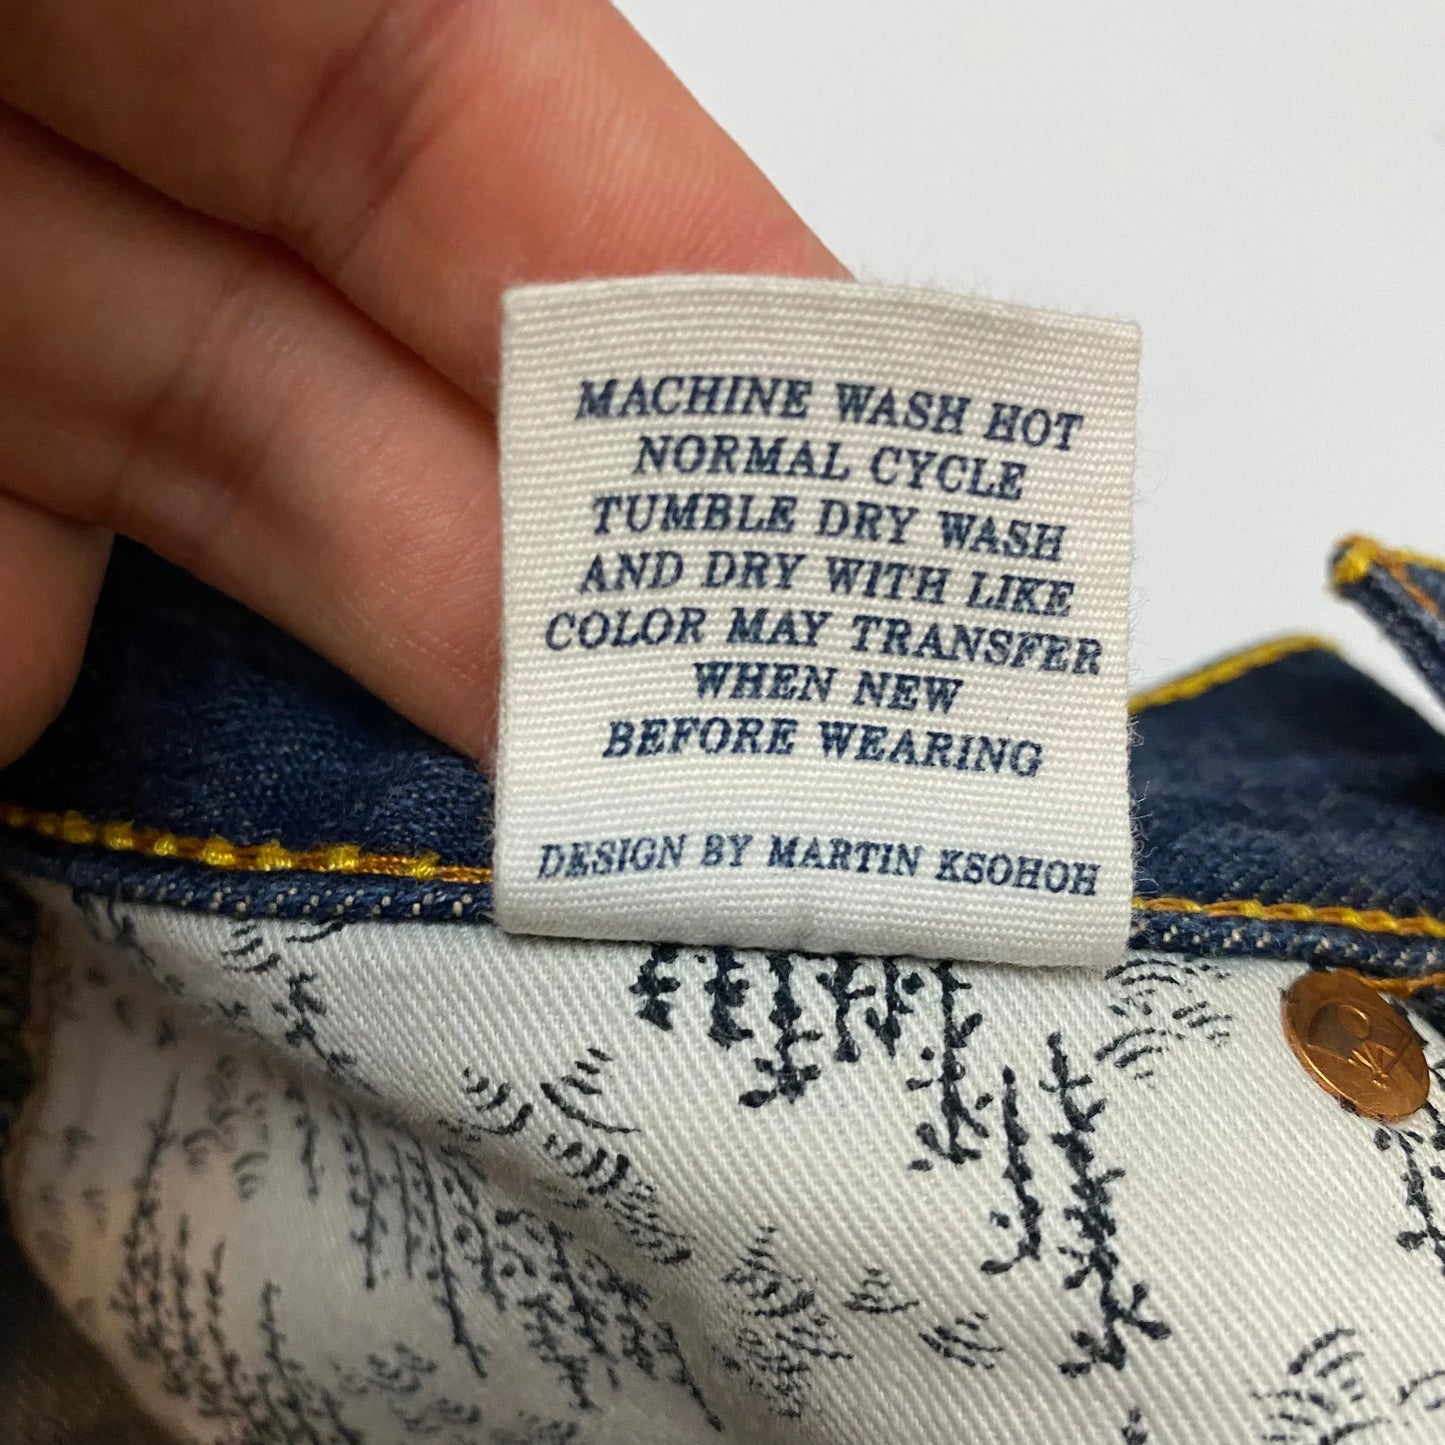 MACHINE WASH HOT
NORMAL CYCLE
TUMBLE DRY WASH
AND DRY WITH LIKE
COLOR MAY TRANSFER
WHEN NEW
BEFORE WEARING
DESIGN BY MARTIN KSOHOH